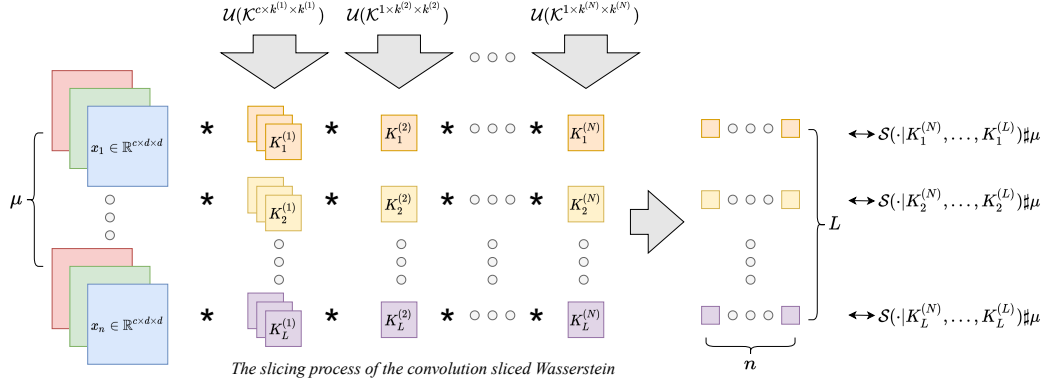 𝒰(𝒦^{c×k^{(1)}×k^{(1)}}) 𝒰(𝒦^{1×k^{(2)}×k^{(2)}}) 𝒰(𝒦^{1×k^{(N)}×k^{(N)}})
x_1 ∈ ℝ^{c×d×d} * K_1^{(1)} * K_1^{(2)} * * K_1^{(N)} ↔ 𝒮(·|K_1^{(N)}, ..., K_1^{(L)})♯μ
μ * K_2^{(1)} * K_2^{(2)} * * K_2^{(N)} L ↔ 𝒮(·|K_2^{(N)}, ..., K_2^{(L)})♯μ
x_n ∈ ℝ^{c×d×d} * K_L^{(1)} * K_L^{(2)} * * K_L^{(N)} ↔ 𝒮(·|K_L^{(N)}, ..., K_L^{(L)})♯μ
n
The slicing process of the convolution sliced Wasserstein